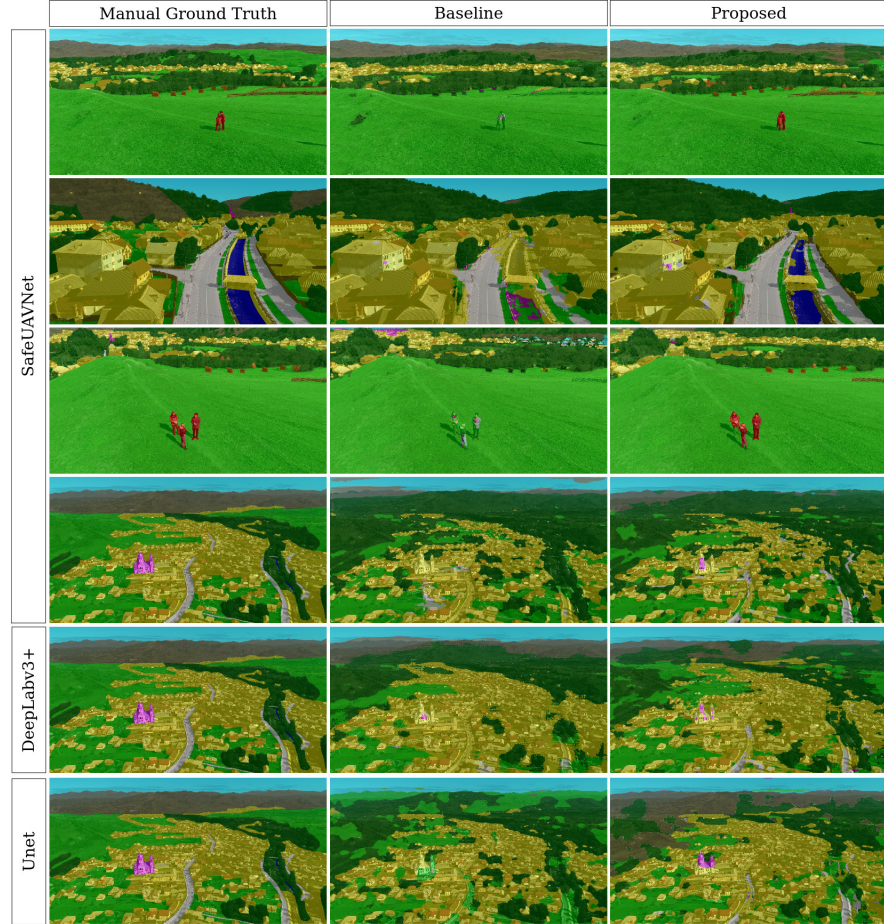 Manual Ground Truth
Baseline
Proposed
SafeUAVNet
DeepLabv3+
Unet